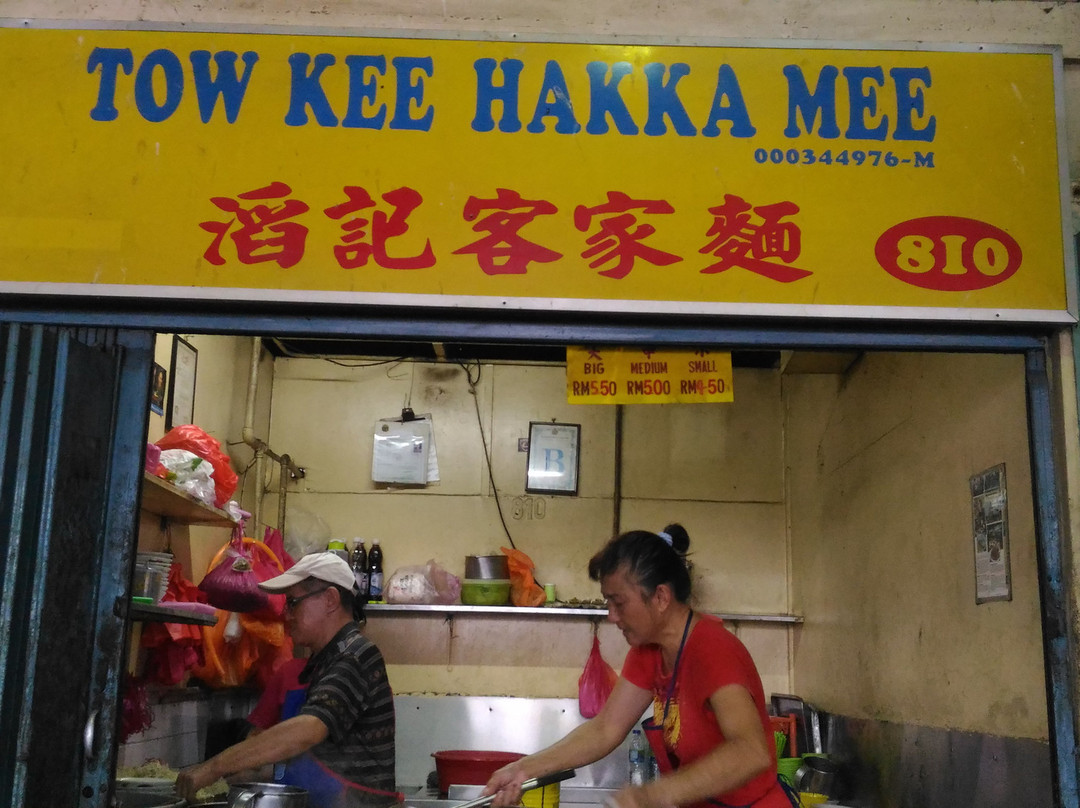 TOW KEE HAKKA MEE
000344976-M
滔記客家麵
810
BIG MEDIUM SMALL
RM5.50 RM5.00 RM4.50
B
810